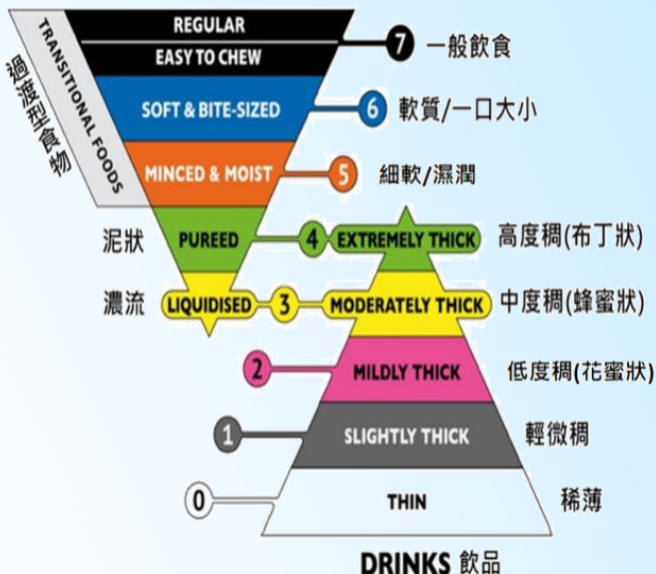 REGULAR
7 一般飲食
EASY TO CHEW
TRANSITIONAL FOODS
過渡型食物
SOFT & BITE-SIZED 6 軟質/一口大小
MINCED & MOIST 5 細軟/濕潤
泥狀 PUREED 4 EXTREMELY THICK 高度稠(布丁狀)
濃流 LIQUIDISED 3 MODERATELY THICK 中度稠(蜂蜜狀)
2 MILDLY THICK 低度稠(花蜜狀)
1 SLIGHTLY THICK 輕微稠
0 THIN 稀薄
DRINKS 飲品